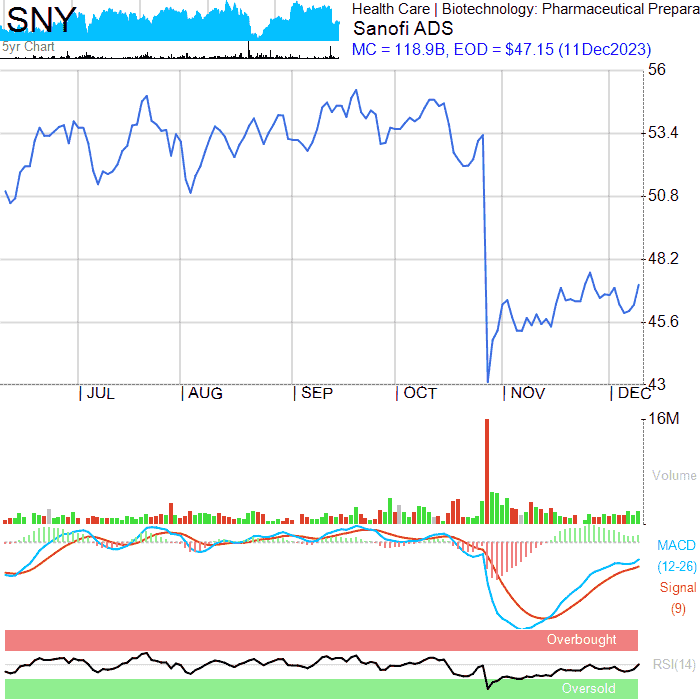 SNY
5yr Chart
Health Care | Biotechnology: Pharmaceutical Prepara
Sanofi ADS
MC = 118.9B, EOD = $47.15 (11Dec2023)
56
53.4
50.8
48.2
45.6
43
JUL
AUG
SEP
OCT
NOV
DEC
16M
Volume
MACD
(12-26)
Signal
(9)
Overbought
RSI(14)
Oversold